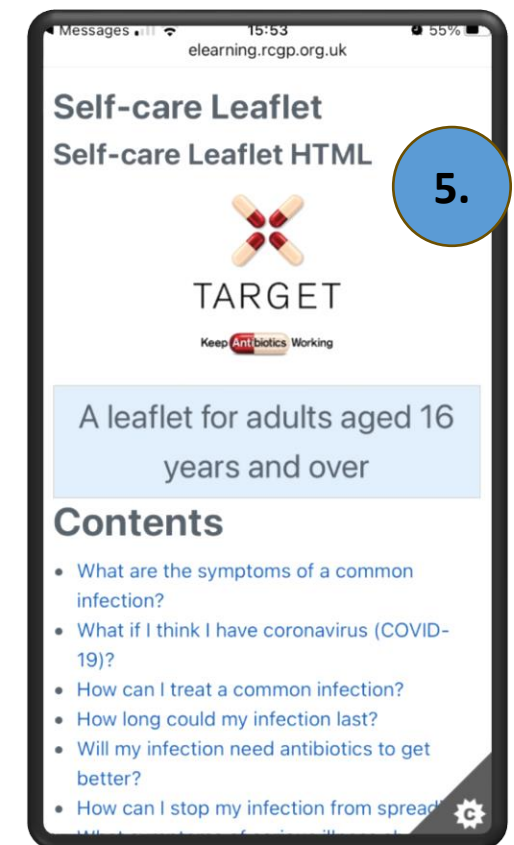 Messages 15:53 55%
elearning.rcgp.org.uk
Self-care Leaflet
Self-care Leaflet HTML
5.
TARGET
Keep Antibiotics Working
A leaflet for adults aged 16
years and over
Contents
• What are the symptoms of a common
infection?
• What if I think I have coronavirus (COVID-
19)?
• How can I treat a common infection?
• How long could my infection last?
• Will my infection need antibiotics to get
better?
• How can I stop my infection from
C